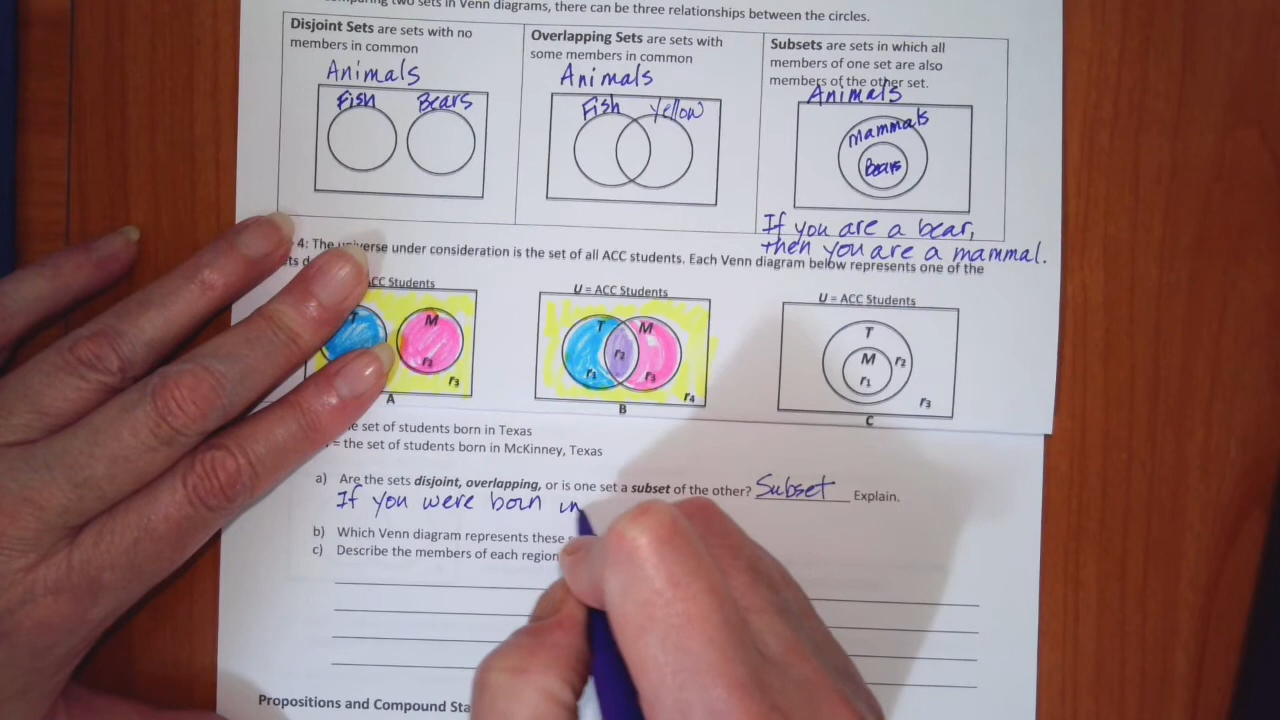 two sets in Venn diagrams, there can be three relationships between the circles.
Disjoint Sets are sets with no
members in common
Animals
Fish Bears
Overlapping Sets are sets with
some members in common
Animals
Fish Yellow
Subsets are sets in which all
members of one set are also
members of the other set.
Animals
Mammals
Bears
If you are a bear,
then you are a mammal.
4: The universe under consideration is the set of all ACC students. Each Venn diagram below represents one of the
CC Students
T M
r2
r3
A
U = ACC Students
T M
r1 r2 r3
r4
B
U = ACC Students
T
M r2
r1
r3
C
set of students born in Texas
= the set of students born in McKinney, Texas
a) Are the sets disjoint, overlapping, or is one set a subset of the other? Subset Explain.
If you were born in
b) Which Venn diagram represents these
c) Describe the members of each region
Propositions and Compound